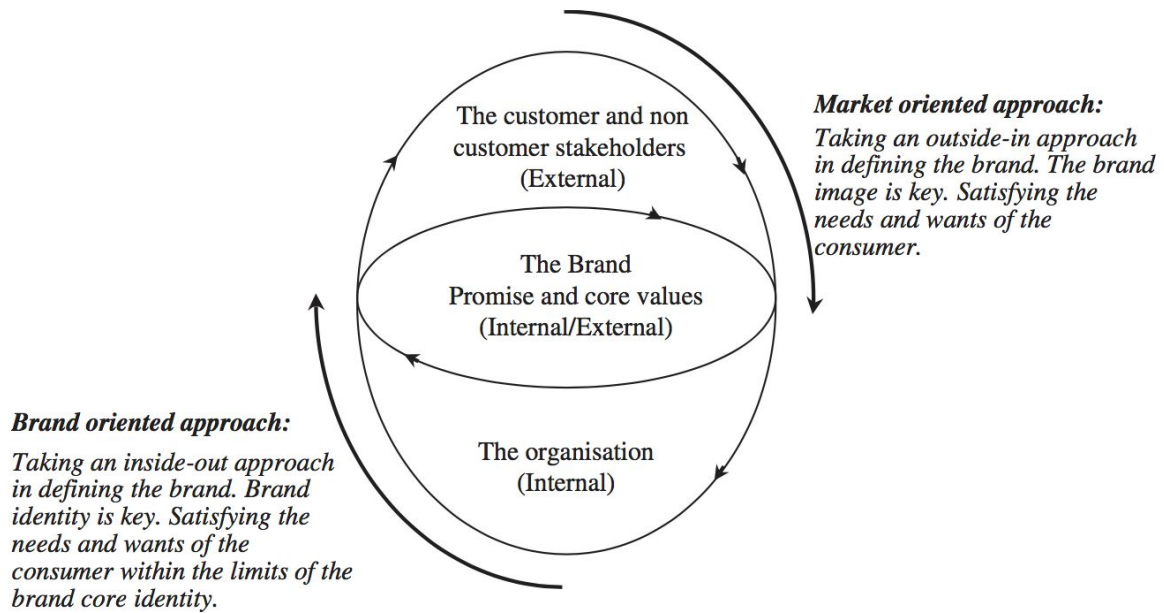 The customer and non
customer stakeholders
(External)
Market oriented approach:
Taking an outside-in approach
in defining the brand. The brand
image is key. Satisfying the
needs and wants of the
consumer.
The Brand
Promise and core values
(Internal/External)
Brand oriented approach:
Taking an inside-out approach
in defining the brand. Brand
identity is key. Satisfying the
needs and wants of the
consumer within the limits of the
brand core identity.
The organisation
(Internal)